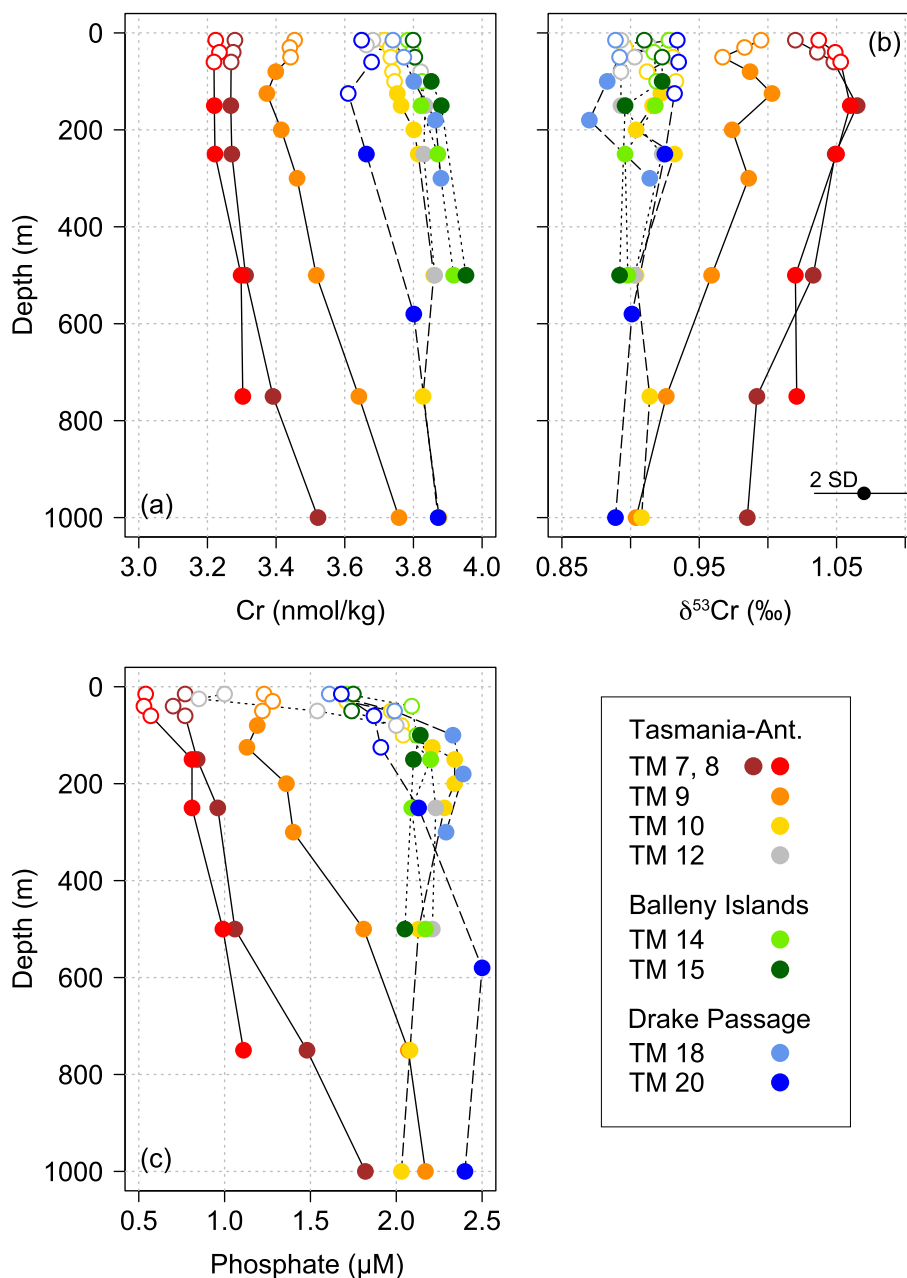 0
200
400
600
800
1000
Depth (m)
(a)
3.0
3.2
3.4
3.6
3.8
4.0
Cr (nmol/kg)
(b)
2 SD
0.85
0.95
1.05
δ⁵³Cr (‰)
0
200
400
600
800
1000
Depth (m)
(c)
0.5
1.0
1.5
2.0
2.5
Phosphate (µM)
Tasmania-Ant.
TM 7, 8
TM 9
TM 10
TM 12
Balleny Islands
TM 14
TM 15
Drake Passage
TM 18
TM 20